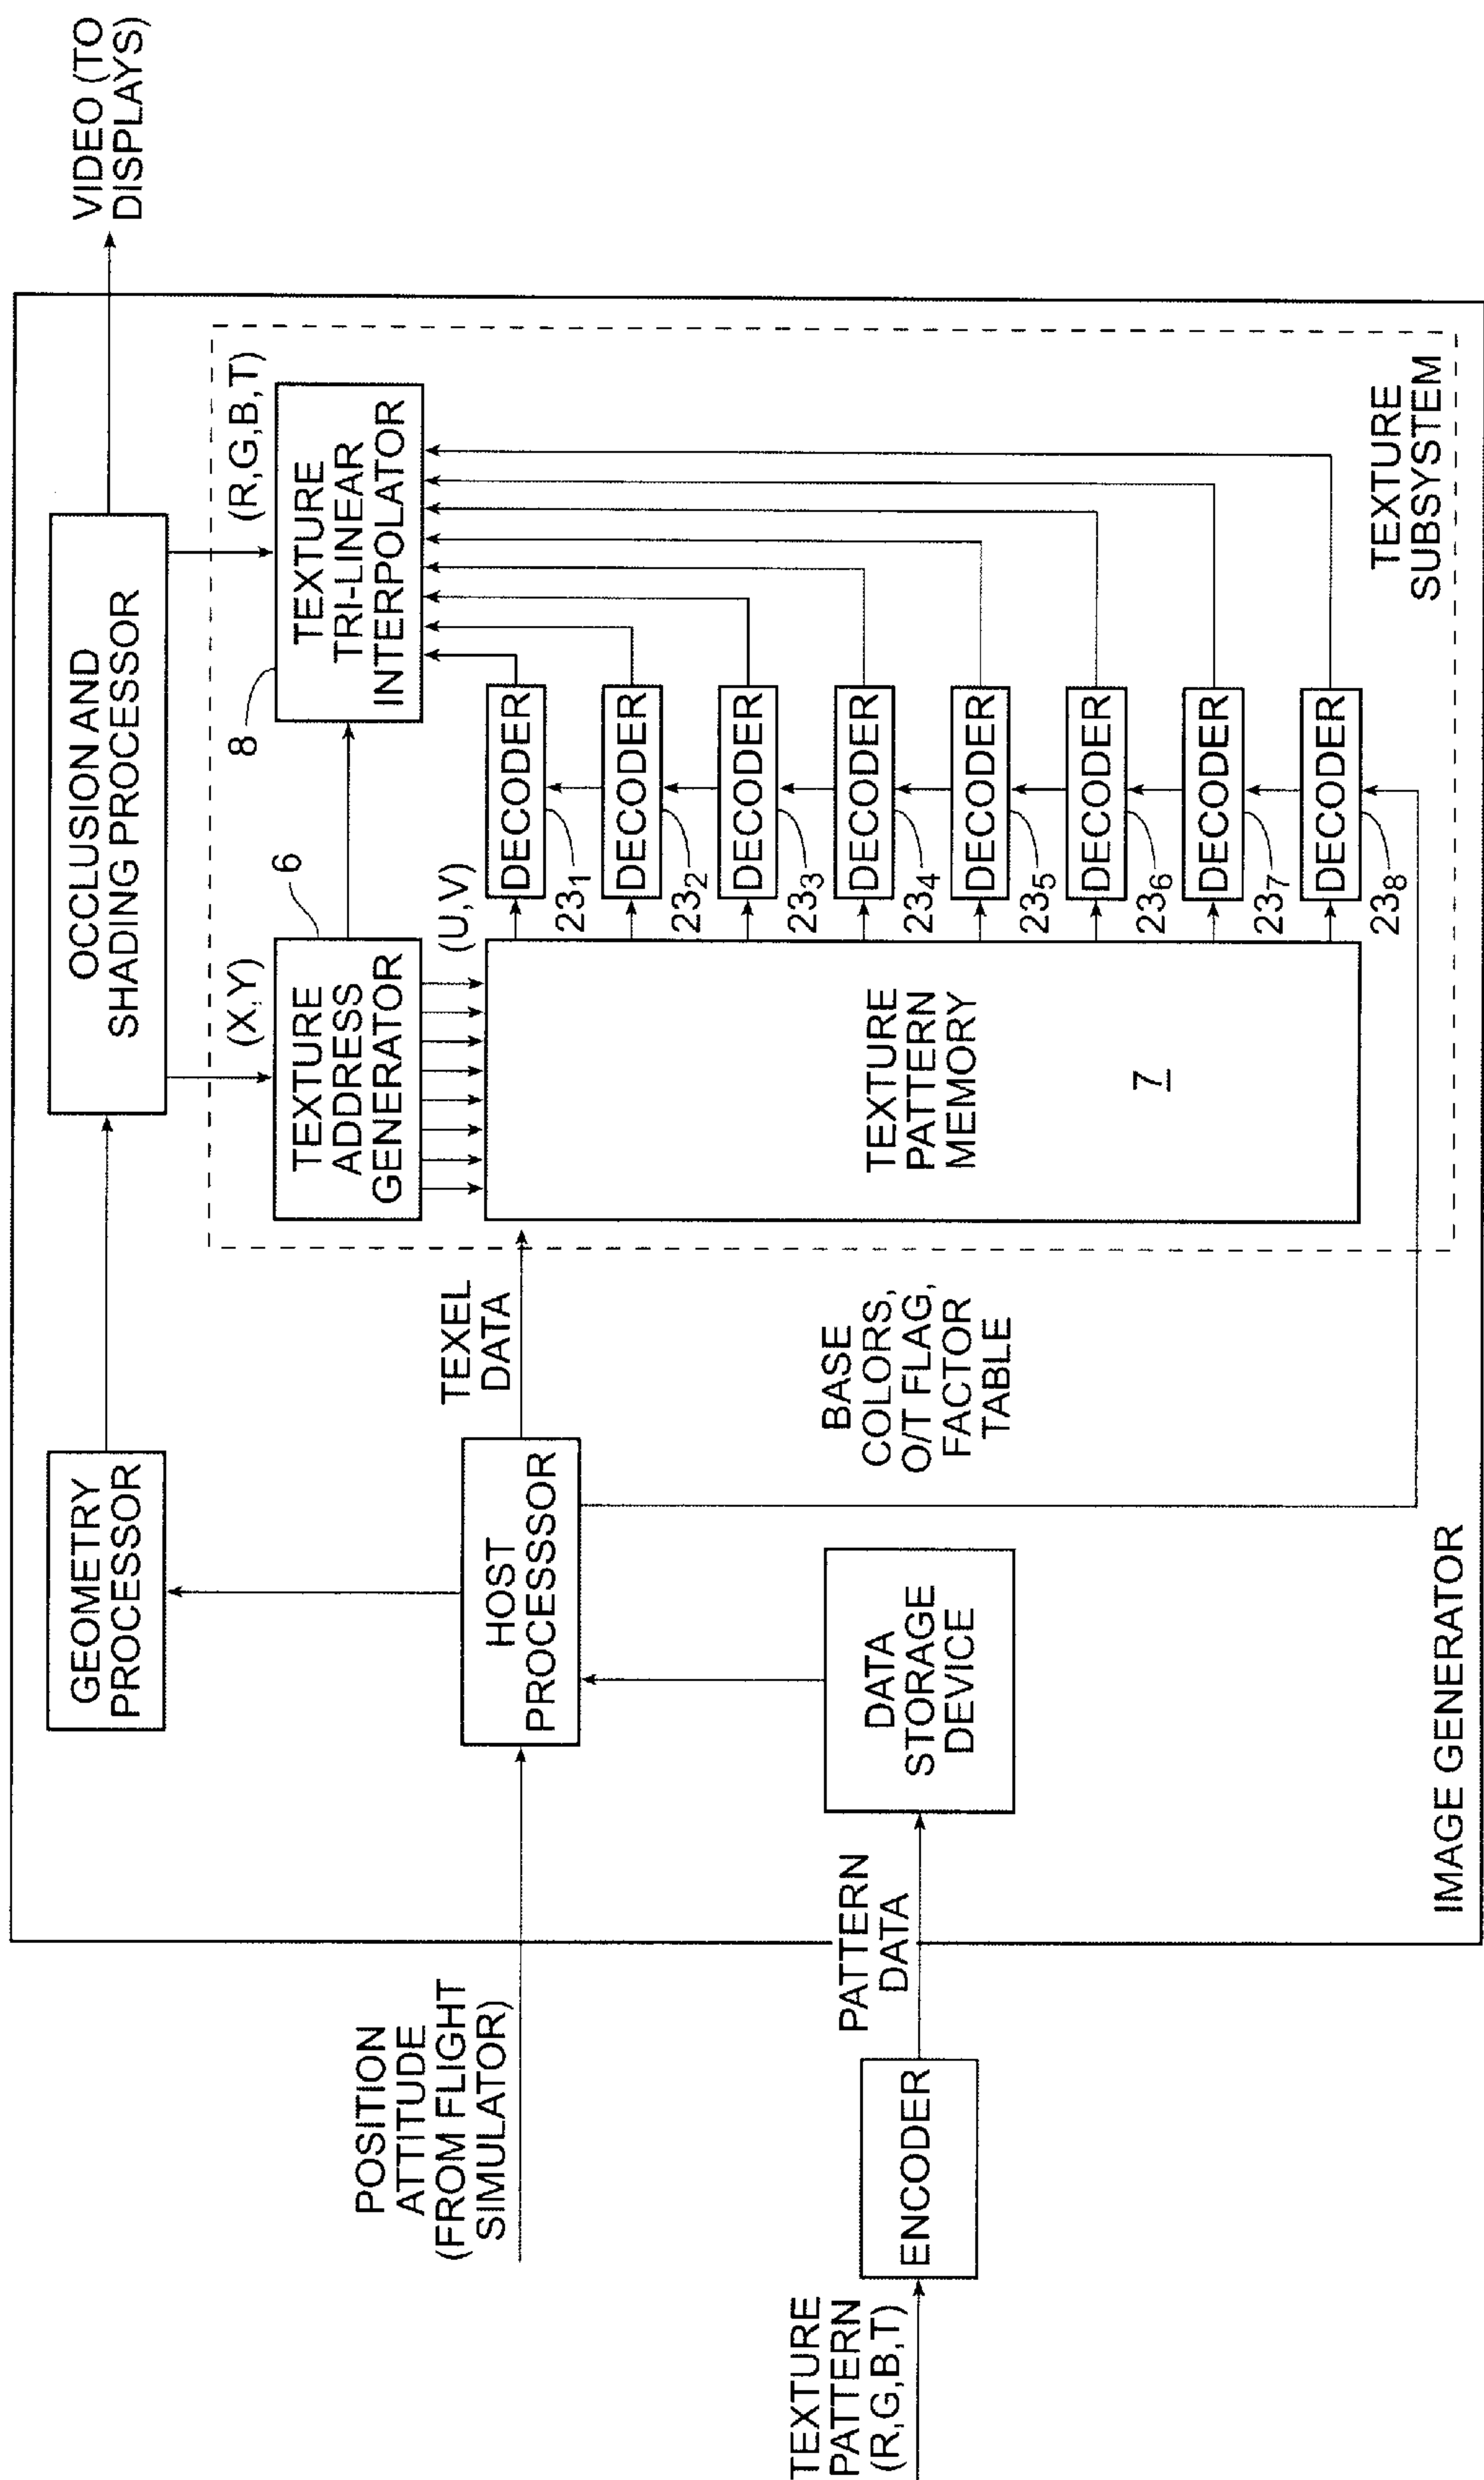 VIDEO (TO
DISPLAYS)
OCCLUSION AND
SHADING PROCESSOR
GEOMETRY
PROCESSOR
(X,Y)
(R,G,B,T)
TEXTURE
ADDRESS
GENERATOR
6
8
TEXTURE
TRI-LINEAR
INTERPOLATOR
(U,V)
POSITION
ATTITUDE
(FROM FLIGHT
SIMULATOR)
HOST
PROCESSSOR
TEXEL
DATA
TEXTURE
PATTERN
MEMORY
7
DECODER
23₁
DECODER
23₂
DECODER
23₃
DECODER
23₄
DECODER
23₅
DECODER
23₆
DECODER
23₇
DECODER
23₈
BASE
COLORS,
O/T FLAG,
FACTOR
TABLE
TEXTURE
PATTERN
(R,G,B,T)
ENCODER
PATTERN
DATA
DATA
STORAGE
DEVICE
TEXTURE
SUBSYSTEM
IMAGE GENERATOR